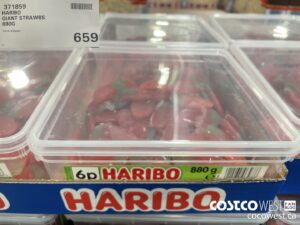 371859
HARIBO
GIANT STRAWBS
880G
659
6p HARIBO 880 g
HARIBO
COSTCO WEST
cocowest.ca